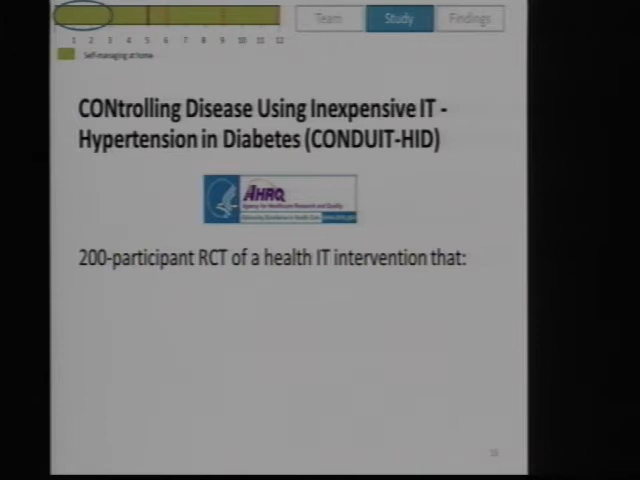 Team Study Findings
1 2 3 4 5 6 7 8 9 10 11 12
Self-managing at home
CONtrolling Disease Using Inexpensive IT -
Hypertension in Diabetes (CONDUIT-HID)
AHRQ
Agency for Healthcare Research and Quality
200-participant RCT of a health IT intervention that: